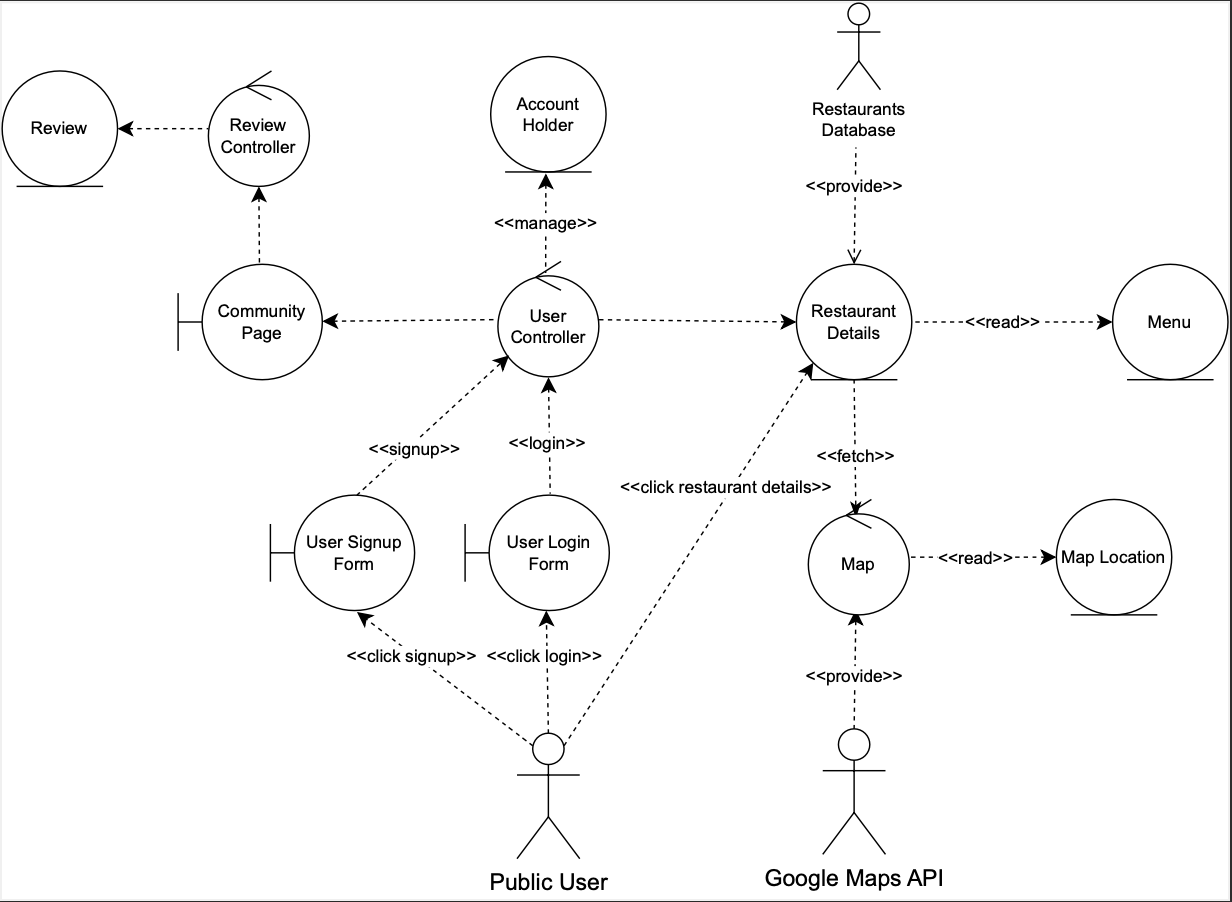 Restaurants
Database
Account
Holder
Review
Review
Controller
<<provide>>
<<manage>>
Community
Page
User
Controller
Restaurant
Details
<<read>>
Menu
<<signup>>
<<login>>
<<fetch>>
<<click restaurant details>>
User Signup
Form
User Login
Form
Map
<<read>>
Map Location
<<click signup>>
<<click login>>
<<provide>>
Public User
Google Maps API